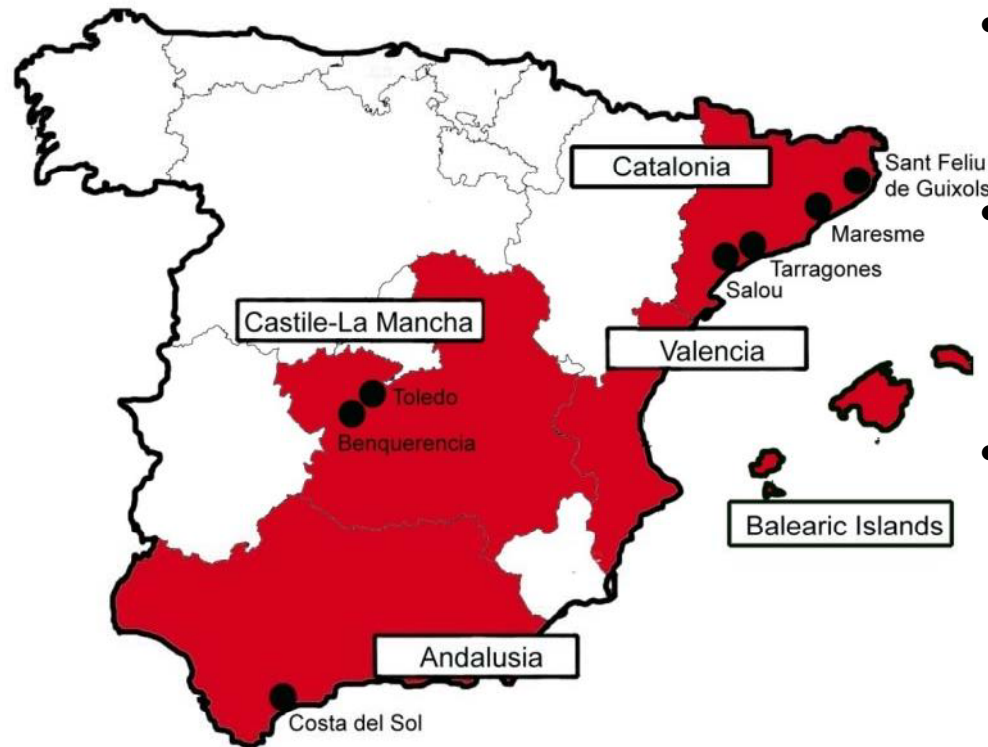 Catalonia
Sant Feliu
de Guixols
Maresme
Tarragones
Salou
Castile-La Mancha
Valencia
Toledo
Benquerencia
Balearic Islands
Andalusia
Costa del Sol